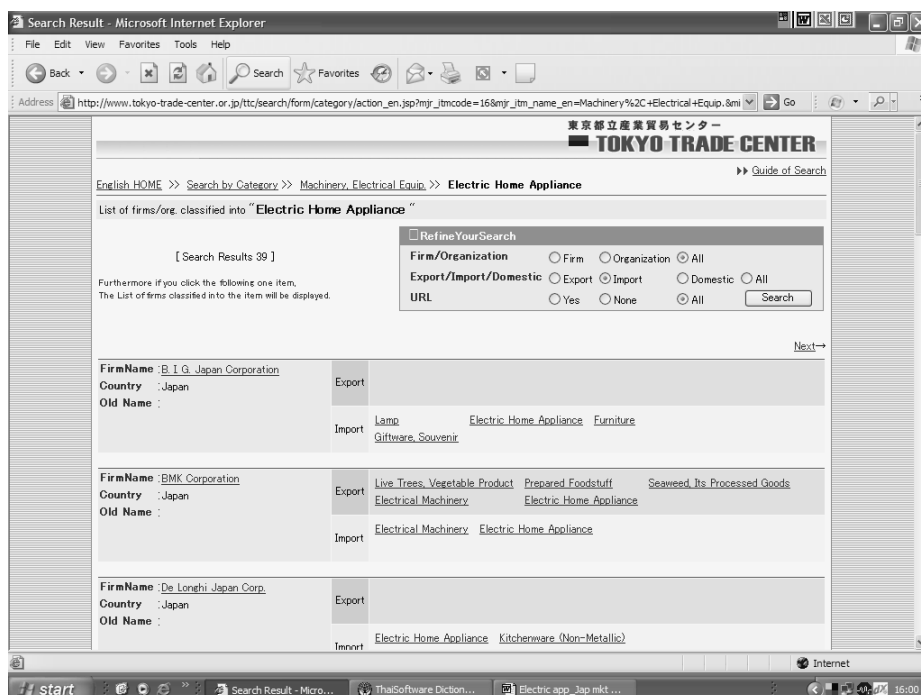 Search Result - Microsoft Internet Explorer
File Edit View Favorites Tools Help
Back Search Favorites
Address http://www.tokyo-trade-center.or.jp/ttc/search/form/category/action_en.jsp?mjr_itmcode=16&mjr_itm_name_en=Machinery%2C+Electrical+Equip.&mi Go
東京都立産業貿易センター
TOKYO TRADE CENTER
Guide of Search
English HOME >> Search by Category >> Machinery, Electrical Equip. >> Electric Home Appliance
List of firms/org. classified into "Electric Home Appliance "
RefineYourSearch
[ Search Results 39 ]
Firm/Organization Firm Organization All
Furthermore if you click the following one item,
The List of firms classified into the item will be displayed.
Export/Import/Domestic Export Import Domestic All
URL Yes None All Search
Next→
FirmName :B. I G. Japan Corporation
Country :Japan
Old Name :
Export
Import
Lamp Electric Home Appliance Furniture
Giftware, Souvenir
FirmName :BMK Corporation
Country :Japan
Old Name :
Export
Live Trees, Vegetable Product Prepared Foodstuff Seaweed, Its Processed Goods
Electrical Machinery Electric Home Appliance
Import
Electrical Machinery Electric Home Appliance
FirmName :De Longhi Japan Corp.
Country :Japan
Old Name :
Export
Import
Electric Home Appliance Kitchenware (Non-Metallic)
Internet
start Search Result - Micro... ThaiSoftware Diction... Electric app_Jap mkt ... 16:00